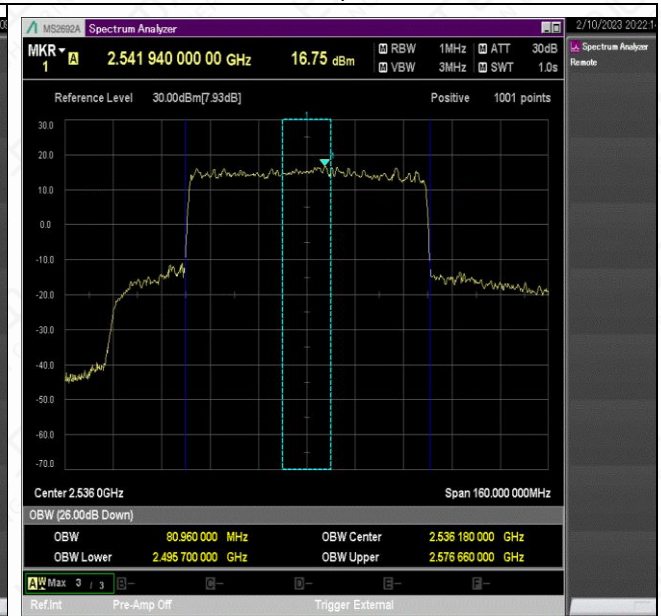 MS2692A Spectrum Analyzer
2/10/2023 20:22:1
MKR 1 A 2.541 940 000 00 GHz 16.75 dBm
M RBW 1MHz M ATT 30dB
M VBW 3MHz M SWT 1.0s
Spectrum Analyzer
Remote
Reference Level 30.00dBm[7.93dB] Positive 1001 points
30.0
20.0
10.0
0.0
-10.0
-20.0
-30.0
-40.0
-50.0
-60.0
-70.0
Center 2.536 0GHz Span 160.000 000MHz
OBW (26.00dB Down)
OBW 80.960 000 MHz OBW Center 2.536 180 000 GHz
OBW Lower 2.495 700 000 GHz OBW Upper 2.576 660 000 GHz
A W Max 3 / 3 B- C- D- E- F-
Ref.Int Pre-Amp Off Trigger External